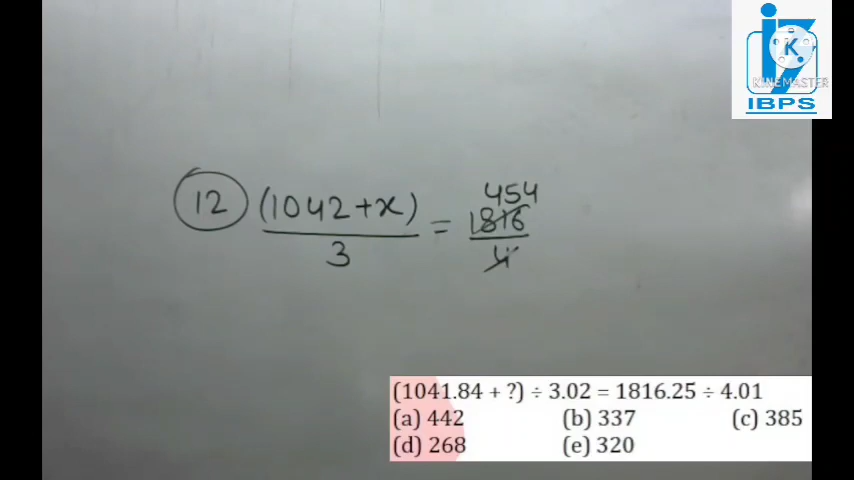 K
KINEMASTER
IBPS
454
12 (1042+x) = 1816
3 4
(1041.84 + ?) ÷ 3.02 = 1816.25 ÷ 4.01
(a) 442 (b) 337 (c) 385
(d) 268 (e) 320